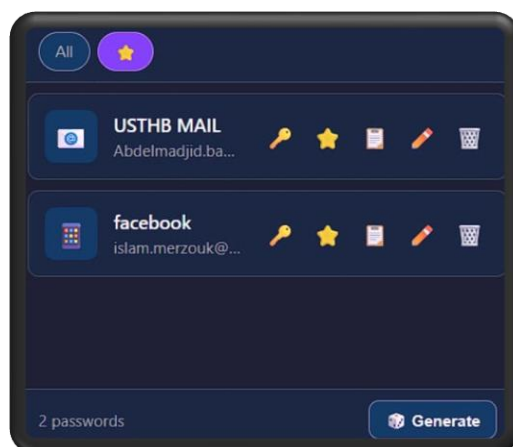 All
USTHB MAIL
Abdelmadjid.ba...
facebook
islam.merzouk@...
2 passwords
Generate